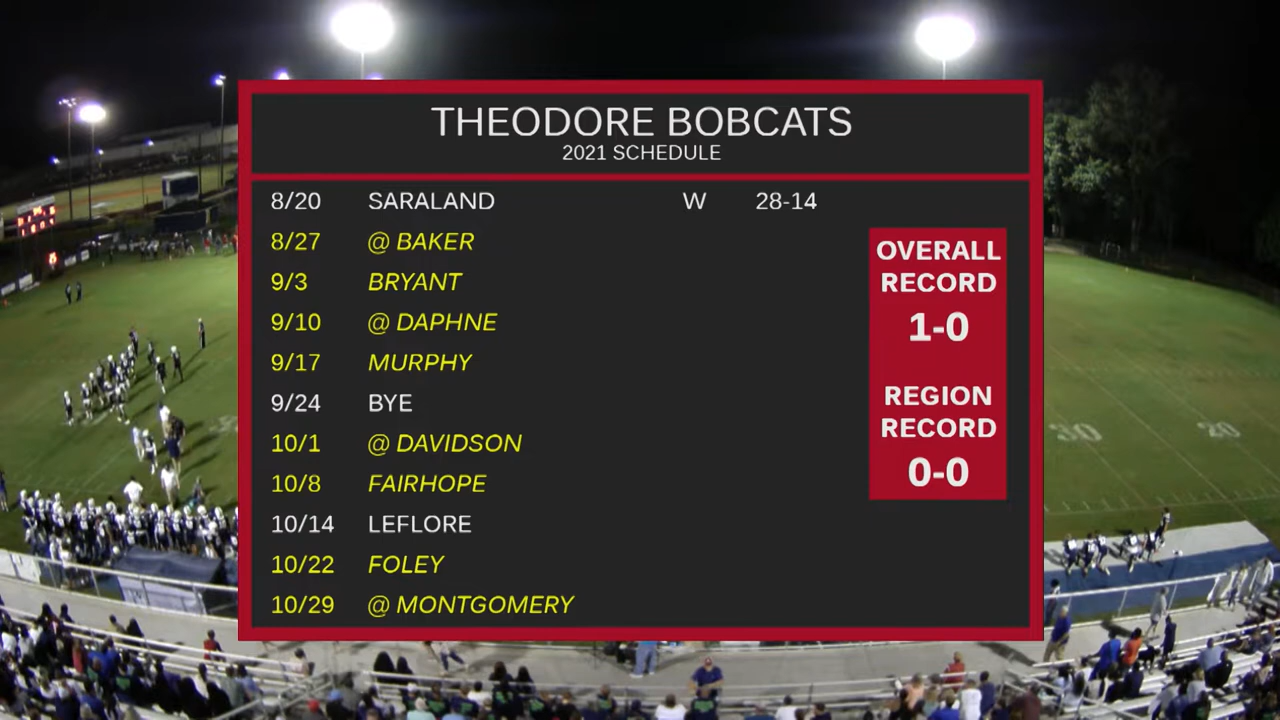 THEODORE BOBCATS
2021 SCHEDULE
8/20 SARALAND W 28-14
8/27 @ BAKER
9/3 BRYANT
9/10 @ DAPHNE
9/17 MURPHY
9/24 BYE
10/1 @ DAVIDSON
10/8 FAIRHOPE
10/14 LEFLORE
10/22 FOLEY
10/29 @ MONTGOMERY
OVERALL
RECORD
1-0
REGION
RECORD
0-0
30
20